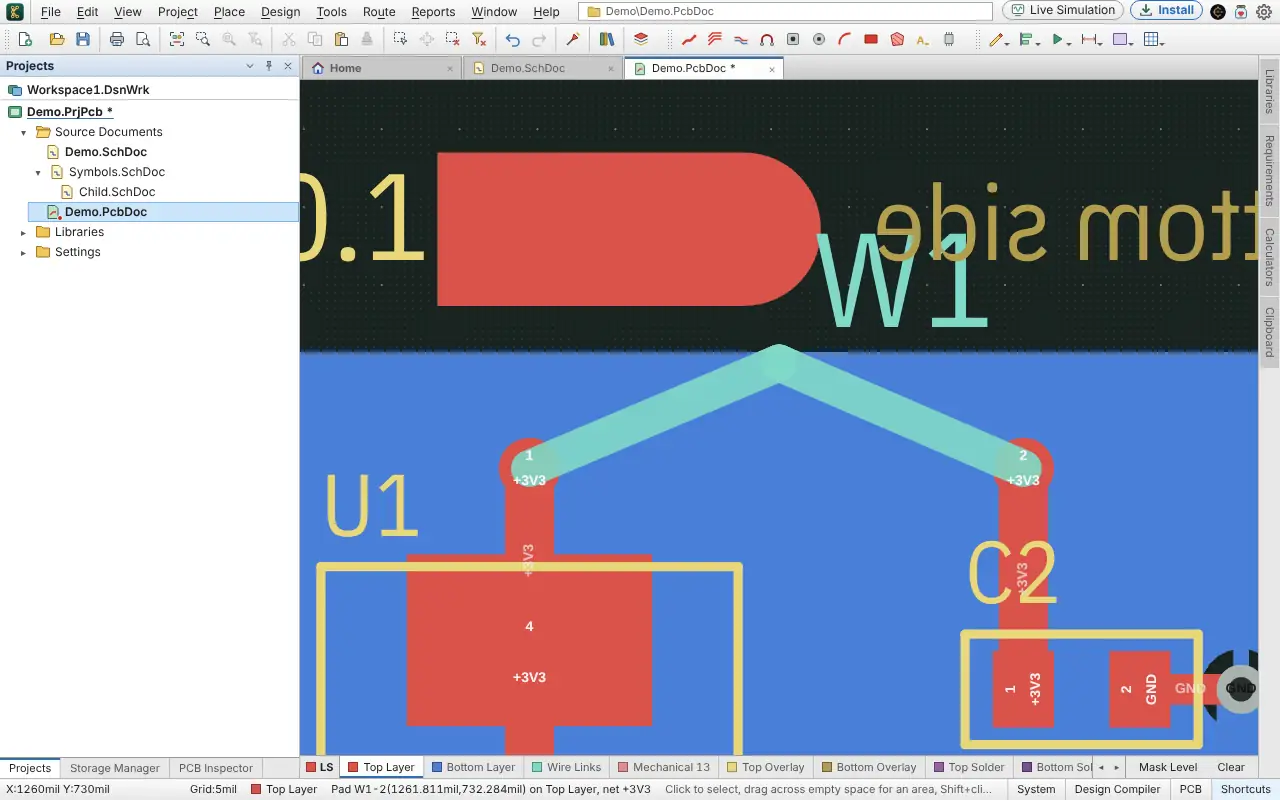 File Edit View Project Place Design Tools Route Reports Window Help
Demo\Demo.PcbDoc
Live Simulation
Install
Projects
Home
Demo.SchDoc
Demo.PcbDoc *
Workspace1.DsnWrk
Demo.PrjPcb *
Source Documents
Demo.SchDoc
Symbols.SchDoc
Child.SchDoc
Demo.PcbDoc
Libraries
Settings
0.1
ttom side
W1
1
+3V3
2
+3V3
U1
+3V3
4
+3V3
C2
+3V3
1
+3V3
2
GND
GND
GND
Libraries
Requirements
Calculators
Clipboard
Projects
Storage Manager
PCB Inspector
LS
Top Layer
Bottom Layer
Wire Links
Mechanical 13
Top Overlay
Bottom Overlay
Top Solder
Bottom Sol
Mask Level
Clear
X:1260mil Y:730mil
Grid:5mil
Top Layer
Pad W1-2(1261.811mil,732.284mil) on Top Layer, net +3V3
Click to select, drag across empty space for an area, Shift+cli...
System
Design Compiler
PCB
Shortcuts